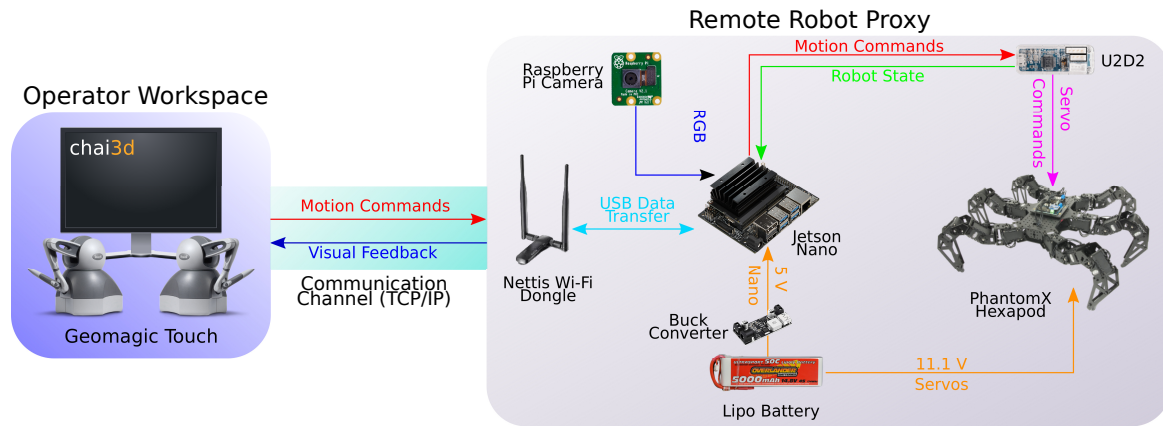 Remote Robot Proxy
Operator Workspace
chai3d
Geomagic Touch
Motion Commands
Visual Feedback
Communication
Channel (TCP/IP)
Raspberry
Pi Camera
RGB
Motion Commands
Robot State
U2D2
Servo
Commands
USB Data
Transfer
Nettis Wi-Fi
Dongle
Jetson
Nano
5 V
Nano
Buck
Converter
PhantomX
Hexapod
OVERLANDER
5000mAh
Lipo Battery
11.1 V
Servos